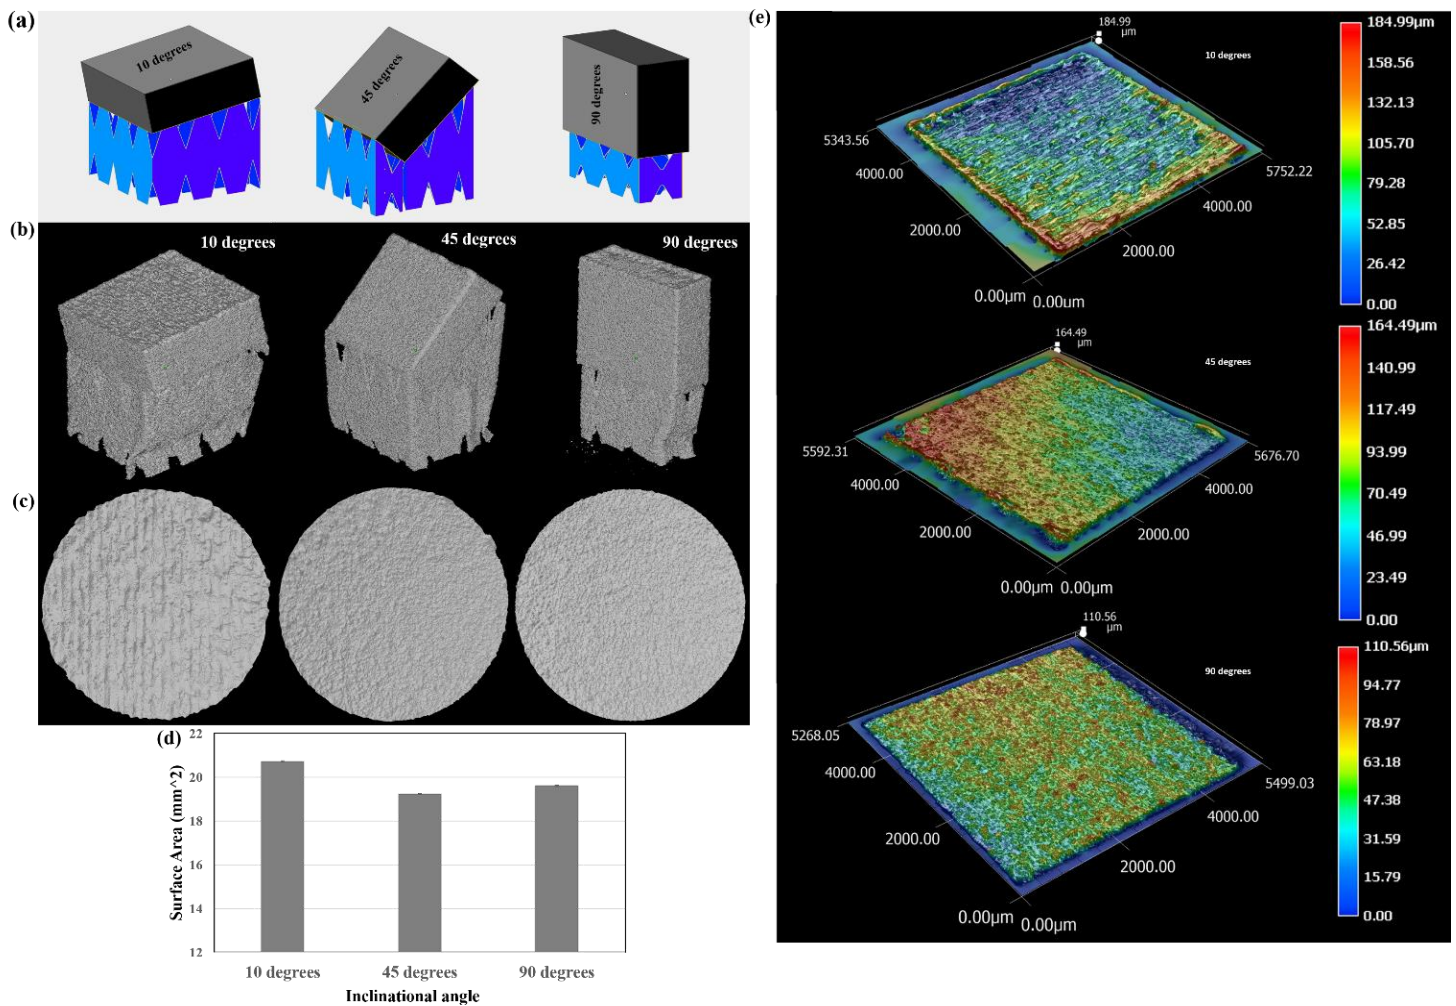 (a)
10 degrees
45 degrees
90 degrees
(b)
10 degrees
45 degrees
90 degrees
(c)
(d)
Surface Area (mm^2)
22
20
18
16
14
12
10 degrees
45 degrees
90 degrees
Inclinational angle
(e)
184.99
μm
10 degrees
5343.56
4000.00
2000.00
0.00μm
0.00um
2000.00
4000.00
5752.22
184.99μm
158.56
132.13
105.70
79.28
52.85
26.42
0.00
164.49
μm
45 degrees
5592.31
4000.00
2000.00
0.00μm
0.00μm
2000.00
4000.00
5676.70
164.49μm
140.99
117.49
93.99
70.49
46.99
23.49
0.00
110.56
μm
90 degrees
5268.05
4000.00
2000.00
0.00μm
0.00μm
2000.00
4000.00
5499.03
110.56μm
94.77
78.97
63.18
47.38
31.59
15.79
0.00